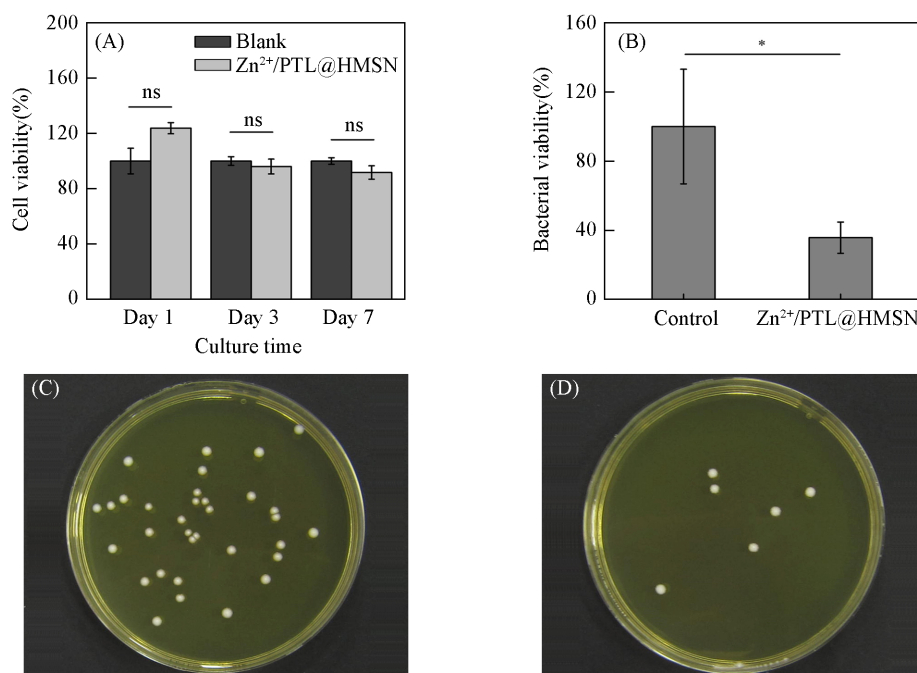 (A)
Blank
Zn²⁺/PTL@HMSN
ns
ns
ns
200
160
120
80
40
0
Cell viability(%)
Day 1
Day 3
Day 7
Culture time
(B)
*
160
120
80
40
0
Bacterial viability(%)
Control
Zn²⁺/PTL@HMSN
(C)
(D)